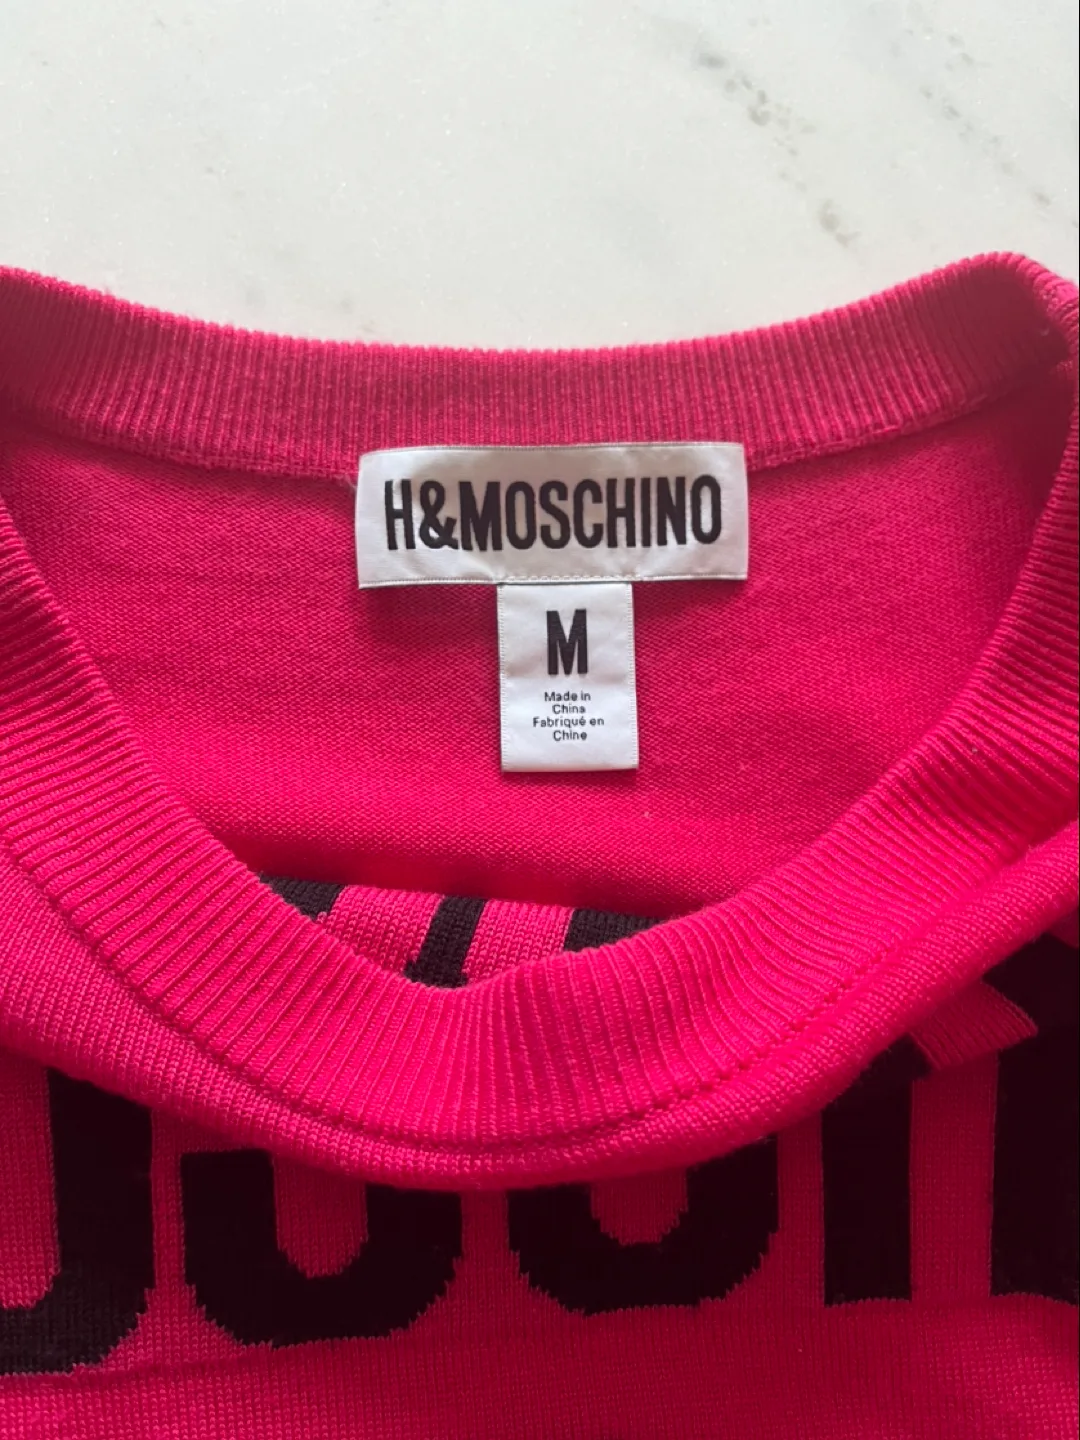 H&MOSCHINO
M
Made in
China
Fabriqué en
Chine